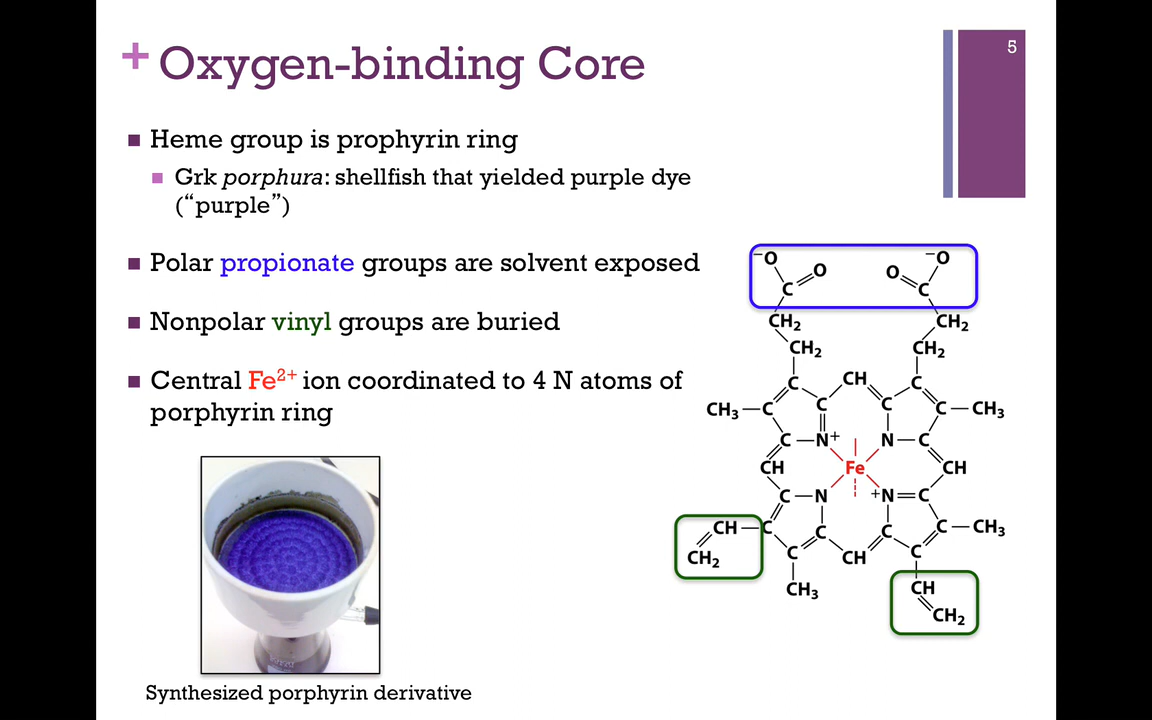 5
+ Oxygen-binding Core
Heme group is prophyrin ring
Grk porphura: shellfish that yielded purple dye
(“purple”)
Polar propionate groups are solvent exposed
Nonpolar vinyl groups are buried
Central Fe²⁺ ion coordinated to 4 N atoms of
porphyrin ring
⁻O O O ⁻O
C C
CH₂ CH₂
CH₂ CH₂
C CH C
CH₃ C C C C CH₃
C N⁺ N C
CH Fe CH
C N ⁺N C
CH C C C C CH₃
CH₂ C CH C
CH₃ CH
CH₂
Synthesized porphyrin derivative